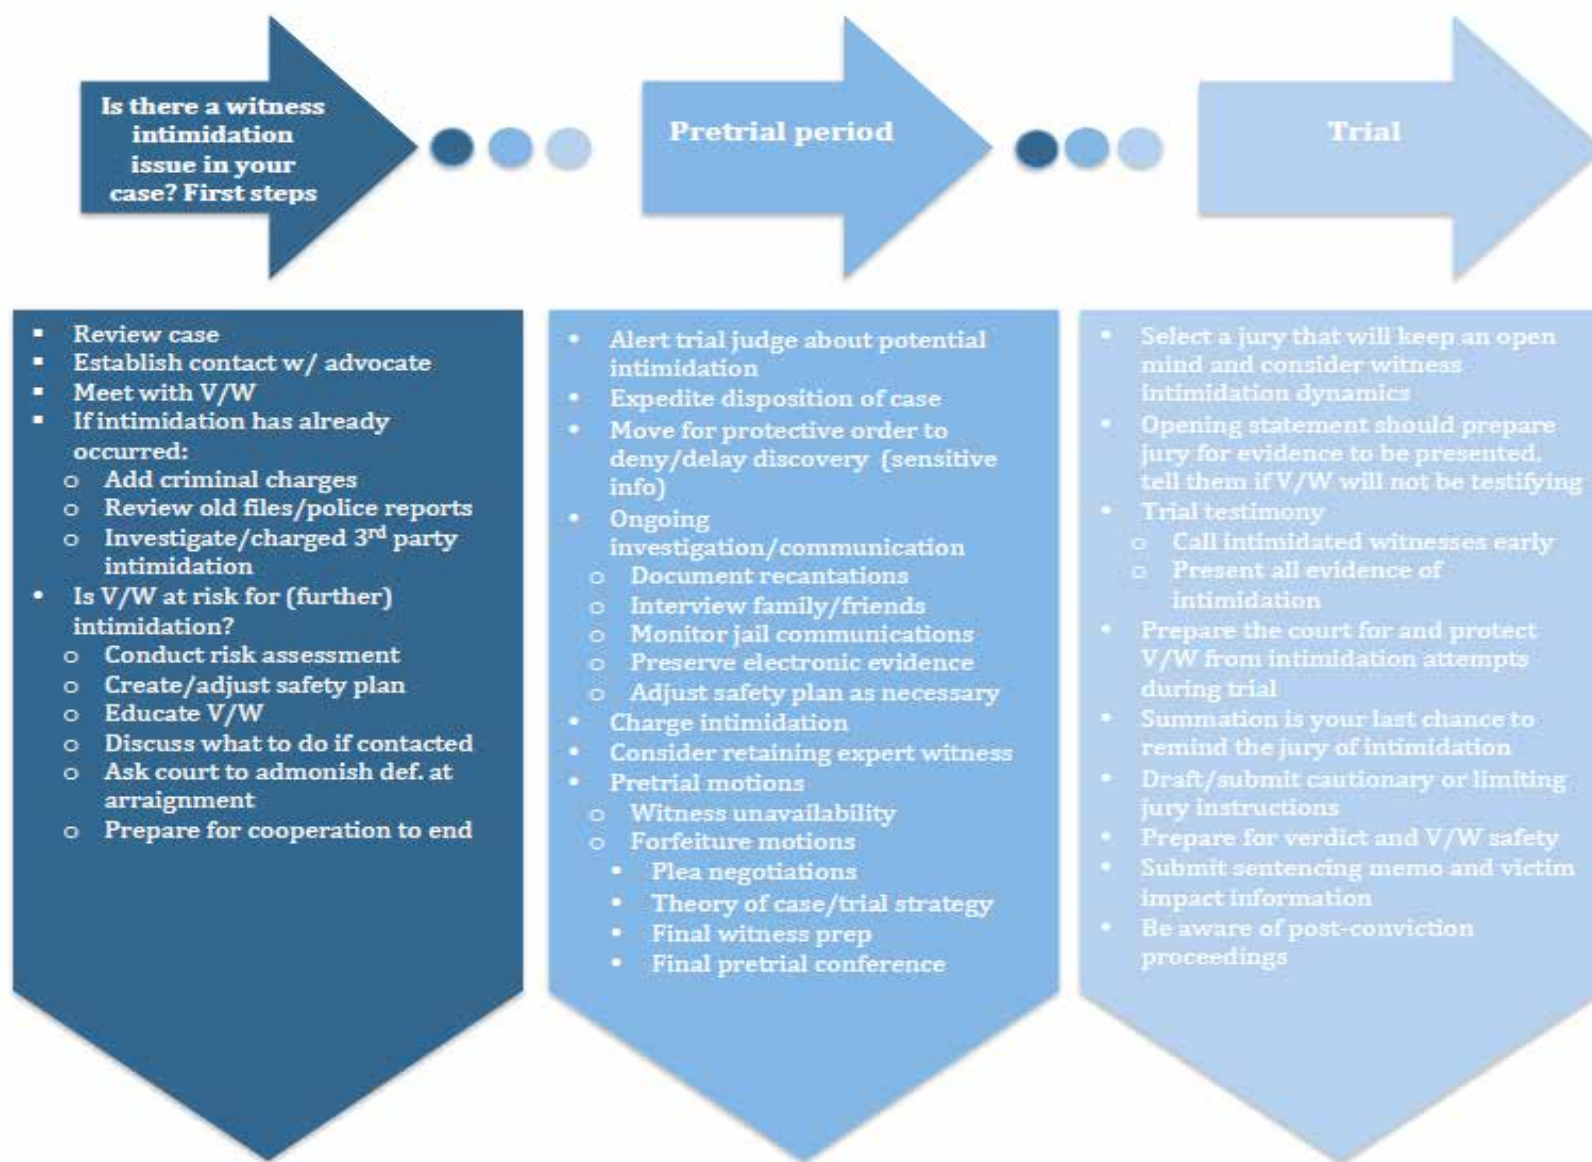 Is there a witness
intimidation
issue in your
case? First steps
Pretrial period
Trial
▪ Review case
▪ Establish contact w/ advocate
▪ Meet with V/W
▪ If intimidation has already
occurred:
o Add criminal charges
o Review old files/police reports
o Investigate/charged 3rd party
intimidation
• Is V/W at risk for (further)
intimidation?
o Conduct risk assessment
o Create/adjust safety plan
o Educate V/W
o Discuss what to do if contacted
o Ask court to admonish def. at
arraignment
o Prepare for cooperation to end
• Alert trial judge about potential
intimidation
• Expedite disposition of case
• Move for protective order to
deny/delay discovery (sensitive
info)
• Ongoing
investigation/communication
o Document recantations
o Interview family/friends
o Monitor jail communications
o Preserve electronic evidence
o Adjust safety plan as necessary
• Charge intimidation
• Consider retaining expert witness
• Pretrial motions
o Witness unavailability
o Forfeiture motions
▪ Plea negotiations
▪ Theory of case/trial strategy
▪ Final witness prep
▪ Final pretrial conference
• Select a jury that will keep an open
mind and consider witness
intimidation dynamics
• Opening statement should prepare
jury for evidence to be presented,
tell them if V/W will not be testifying
• Trial testimony
o Call intimidated witnesses early
o Present all evidence of
intimidation
• Prepare the court for and protect
V/W from intimidation attempts
during trial
• Summation is your last chance to
remind the jury of intimidation
• Draft/submit cautionary or limiting
jury instructions
• Prepare for verdict and V/W safety
• Submit sentencing memo and victim
impact information
• Be aware of post-conviction
proceedings